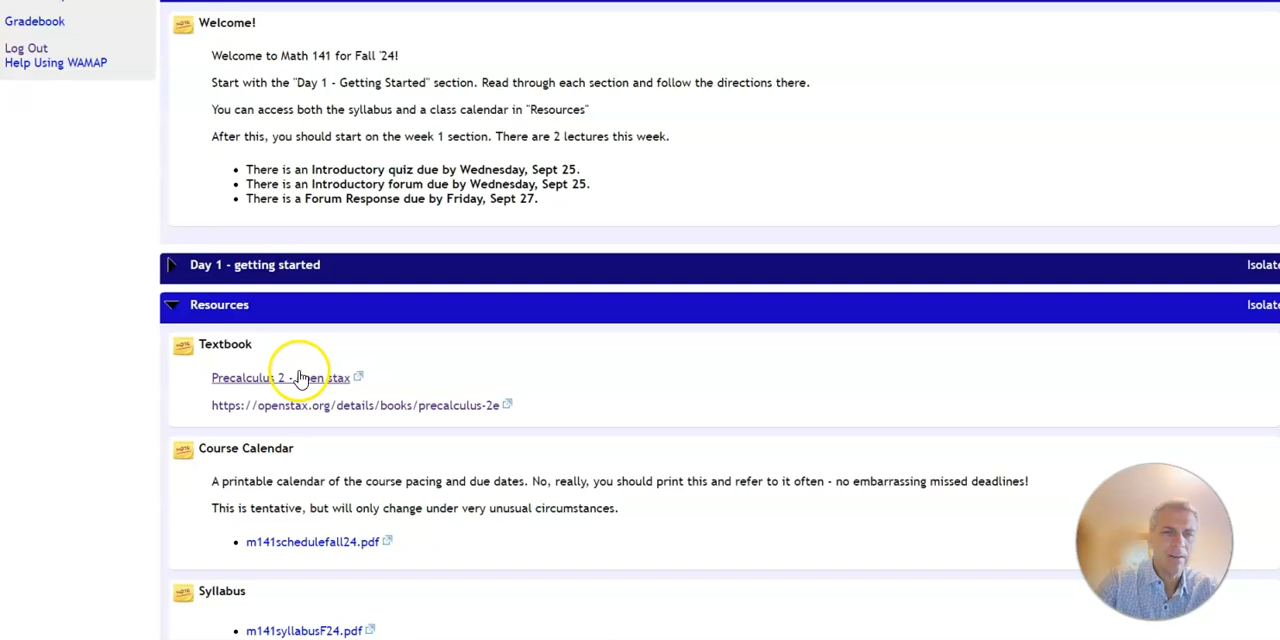 Gradebook
Log Out
Help Using WAMAP
Welcome!
Welcome to Math 141 for Fall '24!
Start with the "Day 1 - Getting Started" section. Read through each section and follow the directions there.
You can access both the syllabus and a class calendar in "Resources"
After this, you should start on the week 1 section. There are 2 lectures this week.
• There is an Introductory quiz due by Wednesday, Sept 25.
• There is an Introductory forum due by Wednesday, Sept 25.
• There is a Forum Response due by Friday, Sept 27.
Day 1 - getting started
Isolate
Resources
Isolate
NOTE Textbook
Precalculus 2 - Open stax
https://openstax.org/details/books/precalculus-2e
Course Calendar
A printable calendar of the course pacing and due dates. No, really, you should print this and refer to it often - no embarrassing missed deadlines!
This is tentative, but will only change under very unusual circumstances.
• m141schedulefall24.pdf
Syllabus
• m141syllabusF24.pdf